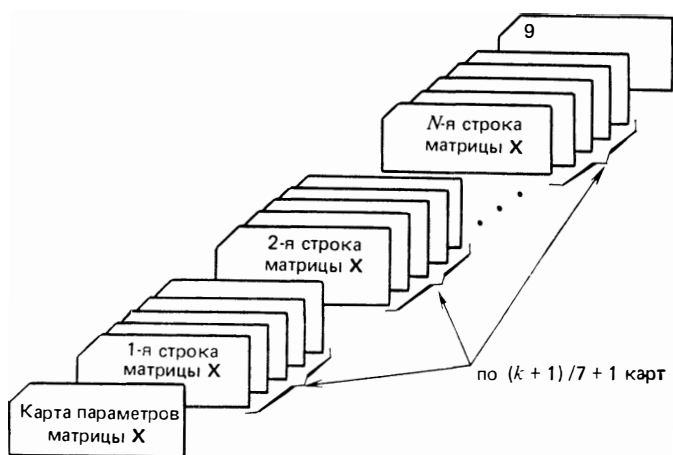 9
N-я строка
матрицы X
2-я строка
матрицы X
1-я строка
матрицы X
по (k + 1) /7 + 1 карт
Карта параметров
матрицы X